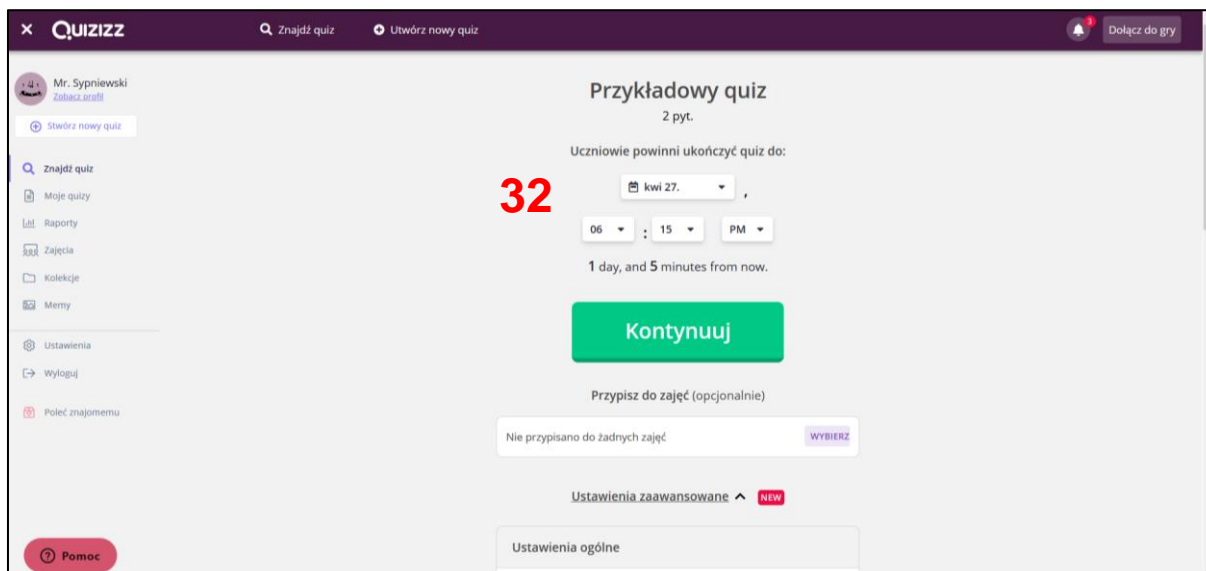 × QUIZIZZ Znajdź quiz Utwórz nowy quiz 3 Dołącz do gry
Mr. Sypniewski
Zobacz profil
Stwórz nowy quiz
Znajdź quiz
Moje quizy
Raporty
Zajęcia
Kolekcje
Memy
Ustawienia
Wyloguj
Poleć znajomemu
Pomoc
Przykładowy quiz
2 pyt.
Uczniowie powinni ukończyć quiz do:
32
kwi 27. ,
06 : 15 PM
1 day, and 5 minutes from now.
Kontynuuj
Przypisz do zajęć (opcjonalnie)
Nie przypisano do żadnych zajęć WYBIERZ
Ustawienia zaawansowane NEW
Ustawienia ogólne